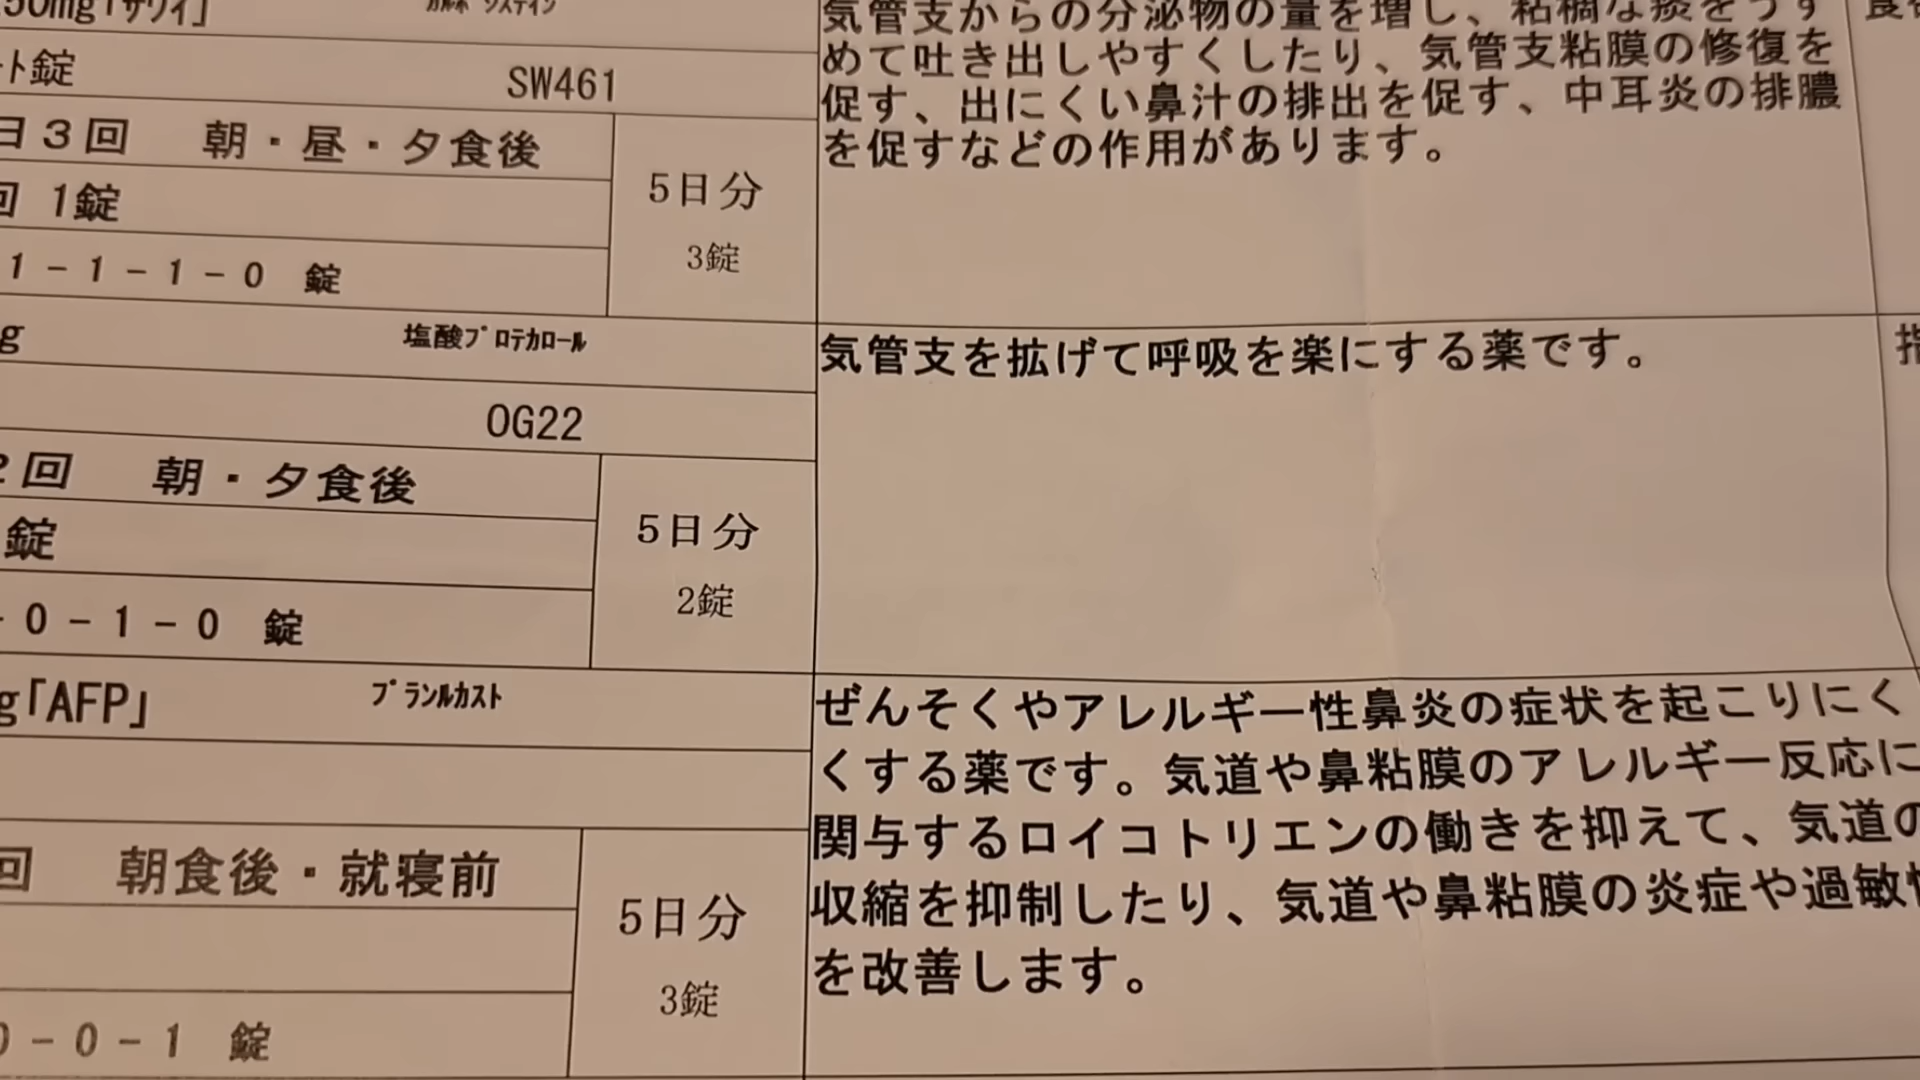 50mg「サワイ」 ｶﾙﾎﾞｼｽﾃｲﾝ
ｰﾄ錠 SW461
日３回 朝・昼・夕食後
回 1錠
1－1－1－0 錠
5日分
3錠
気管支からの分泌物の量を増し、粘稠な痰をうす
めて吐き出しやすくしたり、気管支粘膜の修復を
促す、出にくい鼻汁の排出を促す、中耳炎の排膿
を促すなどの作用があります。
g 塩酸ﾌﾟﾛﾃｶﾛｰﾙ
OG22
2回 朝・夕食後
錠
－0－1－0 錠
5日分
2錠
気管支を拡げて呼吸を楽にする薬です。
指
g「AFP」 ﾌﾟﾗﾝﾙｶｽﾄ
回 朝食後・就寝前
0－0－1 錠
5日分
3錠
ぜんそくやアレルギー性鼻炎の症状を起こりにく
くする薬です。気道や鼻粘膜のアレルギー反応に
関与するロイコトリエンの働きを抑えて、気道の
収縮を抑制したり、気道や鼻粘膜の炎症や過敏性
を改善します。